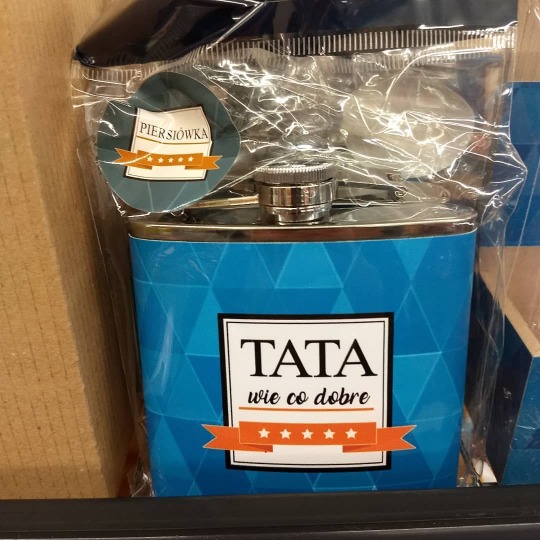 PIERSIÓWKA
TATA
wie co dobre